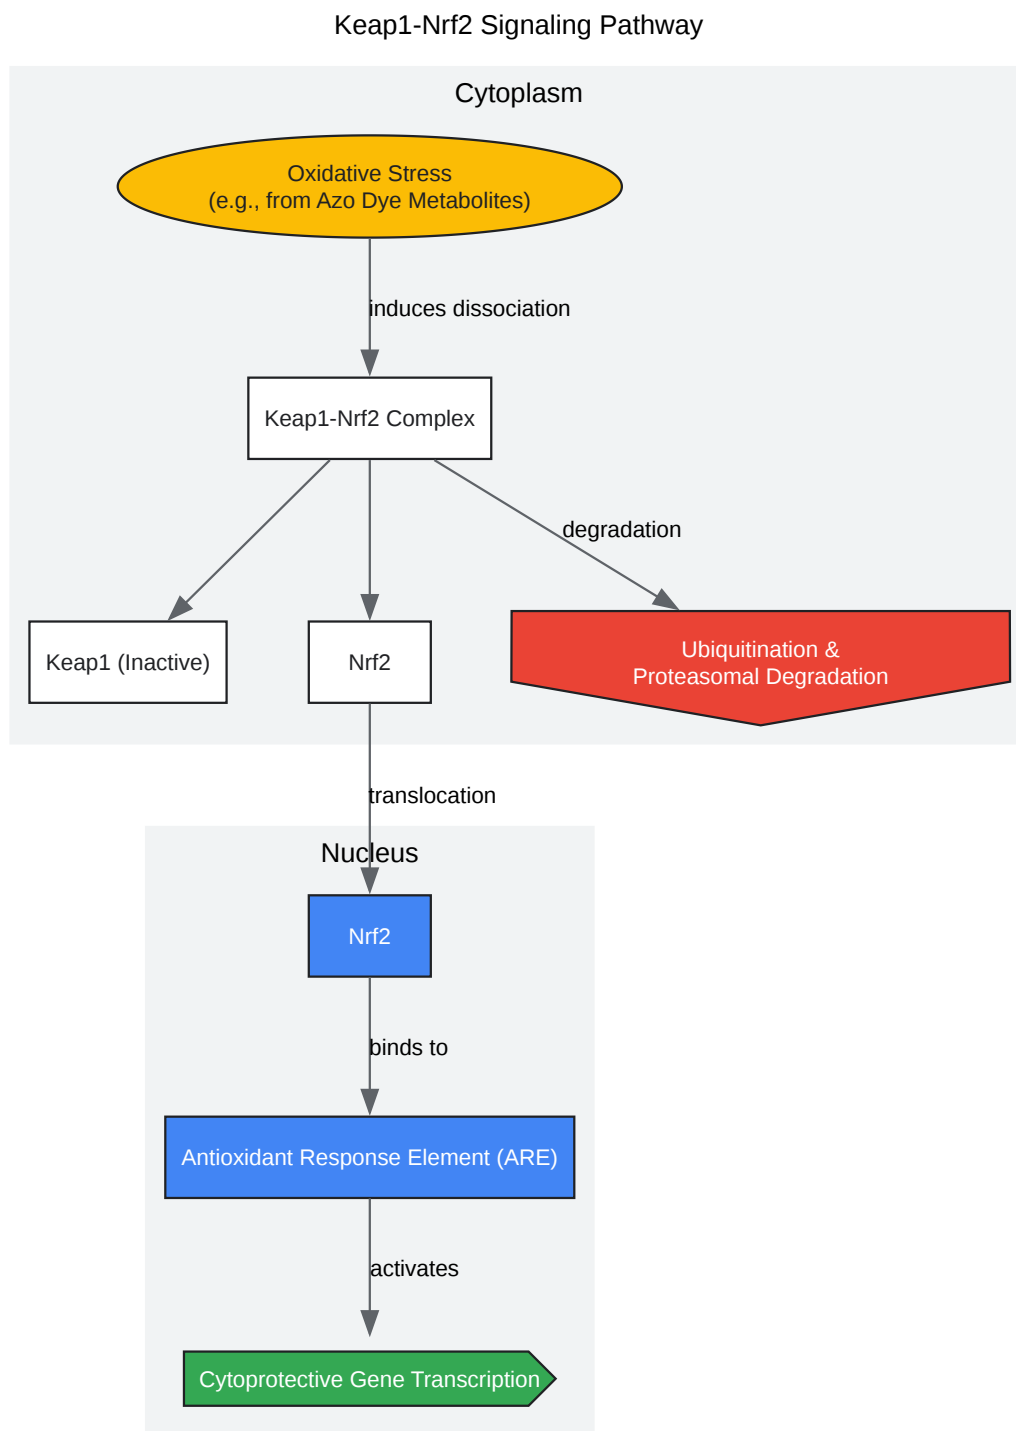 Keap1-Nrf2 Signaling Pathway
Cytoplasm
Oxidative Stress
(e.g., from Azo Dye Metabolites)
induces dissociation
Keap1-Nrf2 Complex
degradation
Keap1 (Inactive)
Nrf2
Ubiquitination &
Proteasomal Degradation
translocation
Nucleus
Nrf2
binds to
Antioxidant Response Element (ARE)
activates
Cytoprotective Gene Transcription